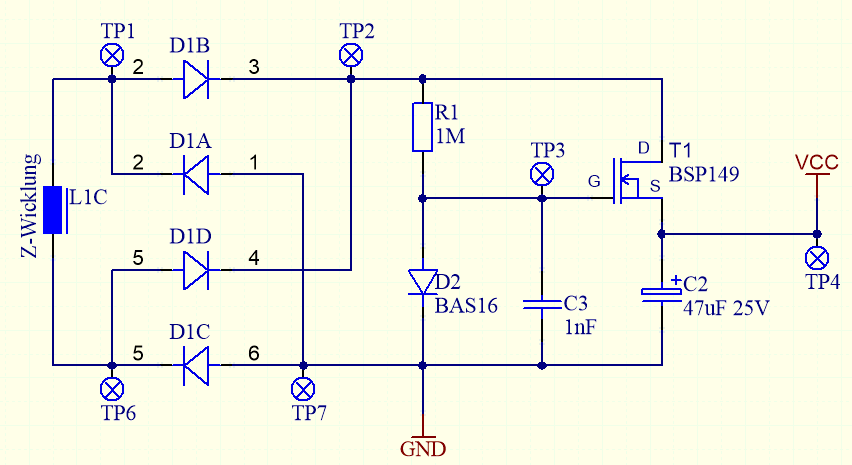 TP1
TP2
D1B
2
3
R1
1M
D1A
2
1
TP3
D
T1
BSP149
G
S
VCC
Z-Wicklung
L1C
D1D
5
4
D2
BAS16
C3
1nF
+
C2
47uF 25V
TP4
D1C
5
6
TP6
TP7
GND